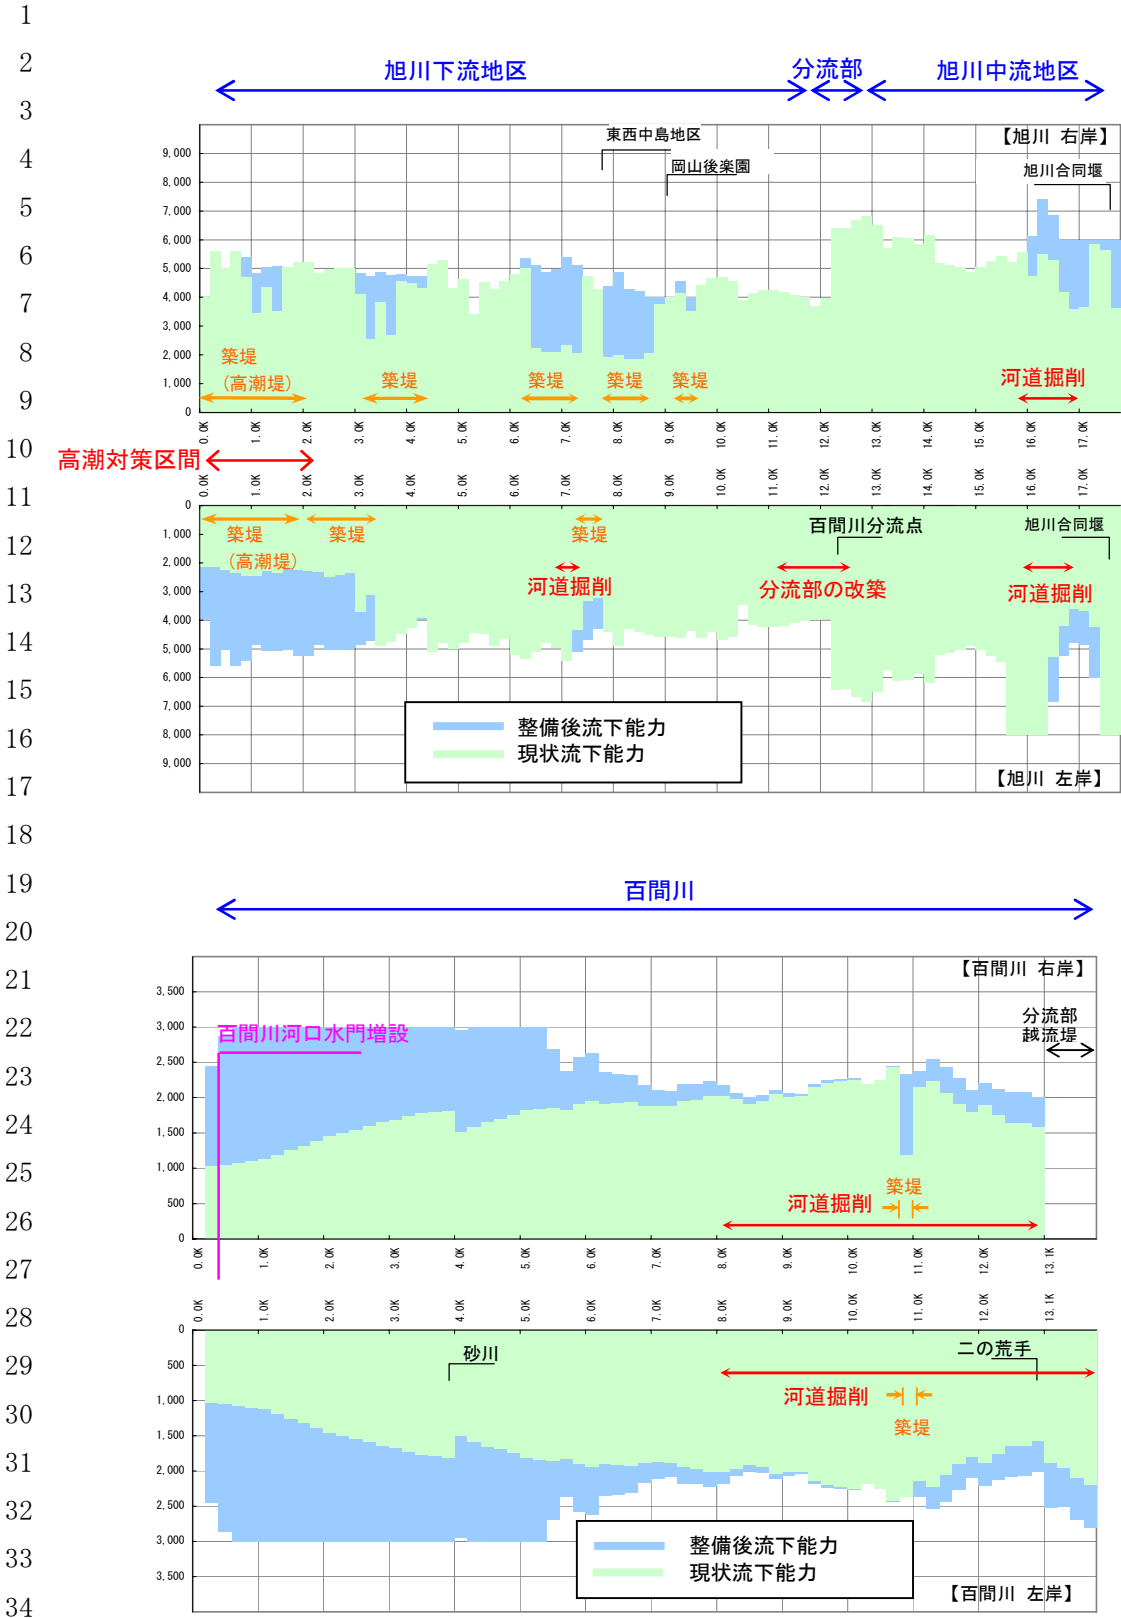 1
2
旭川下流地区 分流部 旭川中流地区
3
【旭川 右岸】
東西中島地区
9,000
4
岡山後楽園 旭川合同堰
8,000
7,000
5
6,000
6
5,000
4,000
7
3,000
2,000
8
築堤
(高潮堤) 築堤 築堤 築堤 築堤 河道掘削
1,000
9
0
0.0K 1.0K 2.0K 3.0K 4.0K 5.0K 6.0K 7.0K 8.0K 9.0K 10.0K 11.0K 12.0K 13.0K 14.0K 15.0K 16.0K 17.0K
10
高潮対策区間
0.0K 1.0K 2.0K 3.0K 4.0K 5.0K 6.0K 7.0K 8.0K 9.0K 10.0K 11.0K 12.0K 13.0K 14.0K 15.0K 16.0K 17.0K
11
0
1,000
築堤 築堤 築堤 百間川分流点 旭川合同堰
12
(高潮堤)
2,000
河道掘削 分流部の改築 河道掘削
13
3,000
4,000
14
5,000
6,000
15
7,000
整備後流下能力
16
8,000
現状流下能力
9,000
17
【旭川 左岸】
18
19
百間川
20
21
【百間川 右岸】
3,500
22
3,000
百間川河口水門増設
分流部
越流堤
2,500
23
2,000
24
1,500
25
1,000
築堤
500
河道掘削
26
0
27
0.0K 1.0K 2.0K 3.0K 4.0K 5.0K 6.0K 7.0K 8.0K 9.0K 10.0K 11.0K 12.0K 13.1K
28
0.0K 1.0K 2.0K 3.0K 4.0K 5.0K 6.0K 7.0K 8.0K 9.0K 10.0K 11.0K 12.0K 13.1K
0
29
砂川 二の荒手
500
河道掘削
30
1,000
築堤
1,500
31
2,000
32
2,500
3,000
整備後流下能力
33
現状流下能力
3,500
【百間川 左岸】
34